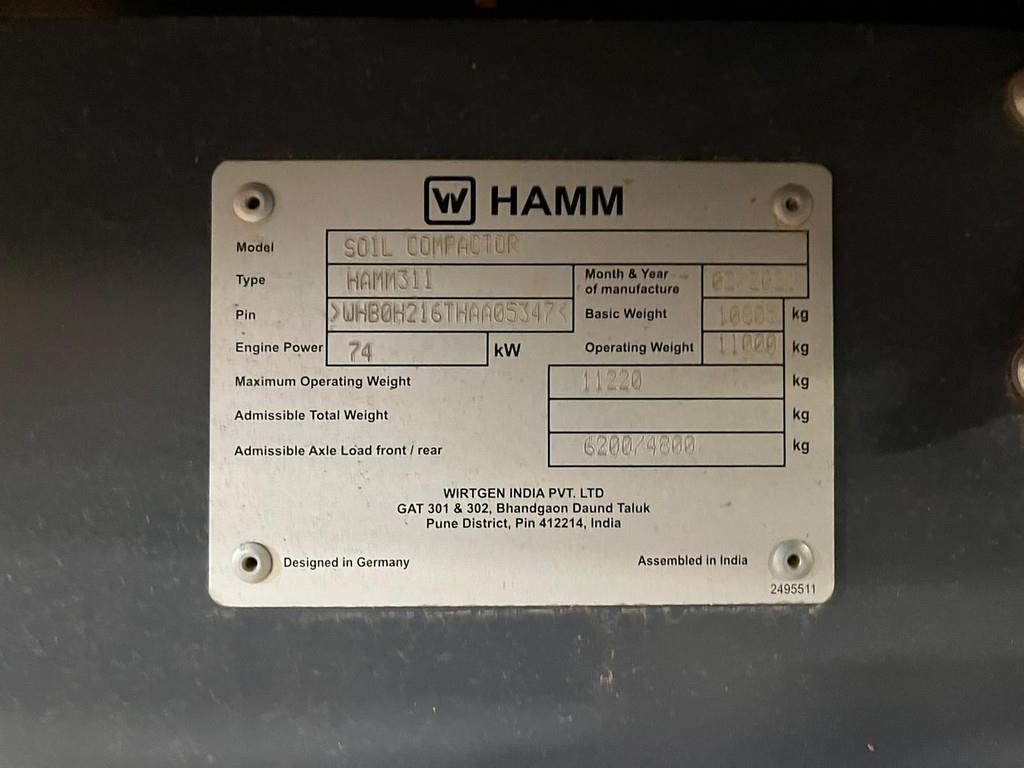 W HAMM
Model SOIL COMPACTOR
Type HAMM311 Month & Year of manufacture
Pin >WHB0H216THAA05347< Basic Weight kg
Engine Power 74 kW Operating Weight 11000 kg
Maximum Operating Weight 11220 kg
Admissible Total Weight kg
Admissible Axle Load front / rear 6200/4800 kg
WIRTGEN INDIA PVT. LTD
GAT 301 & 302, Bhandgaon Daund Taluk
Pune District, Pin 412214, India
Designed in Germany Assembled in India
2495511